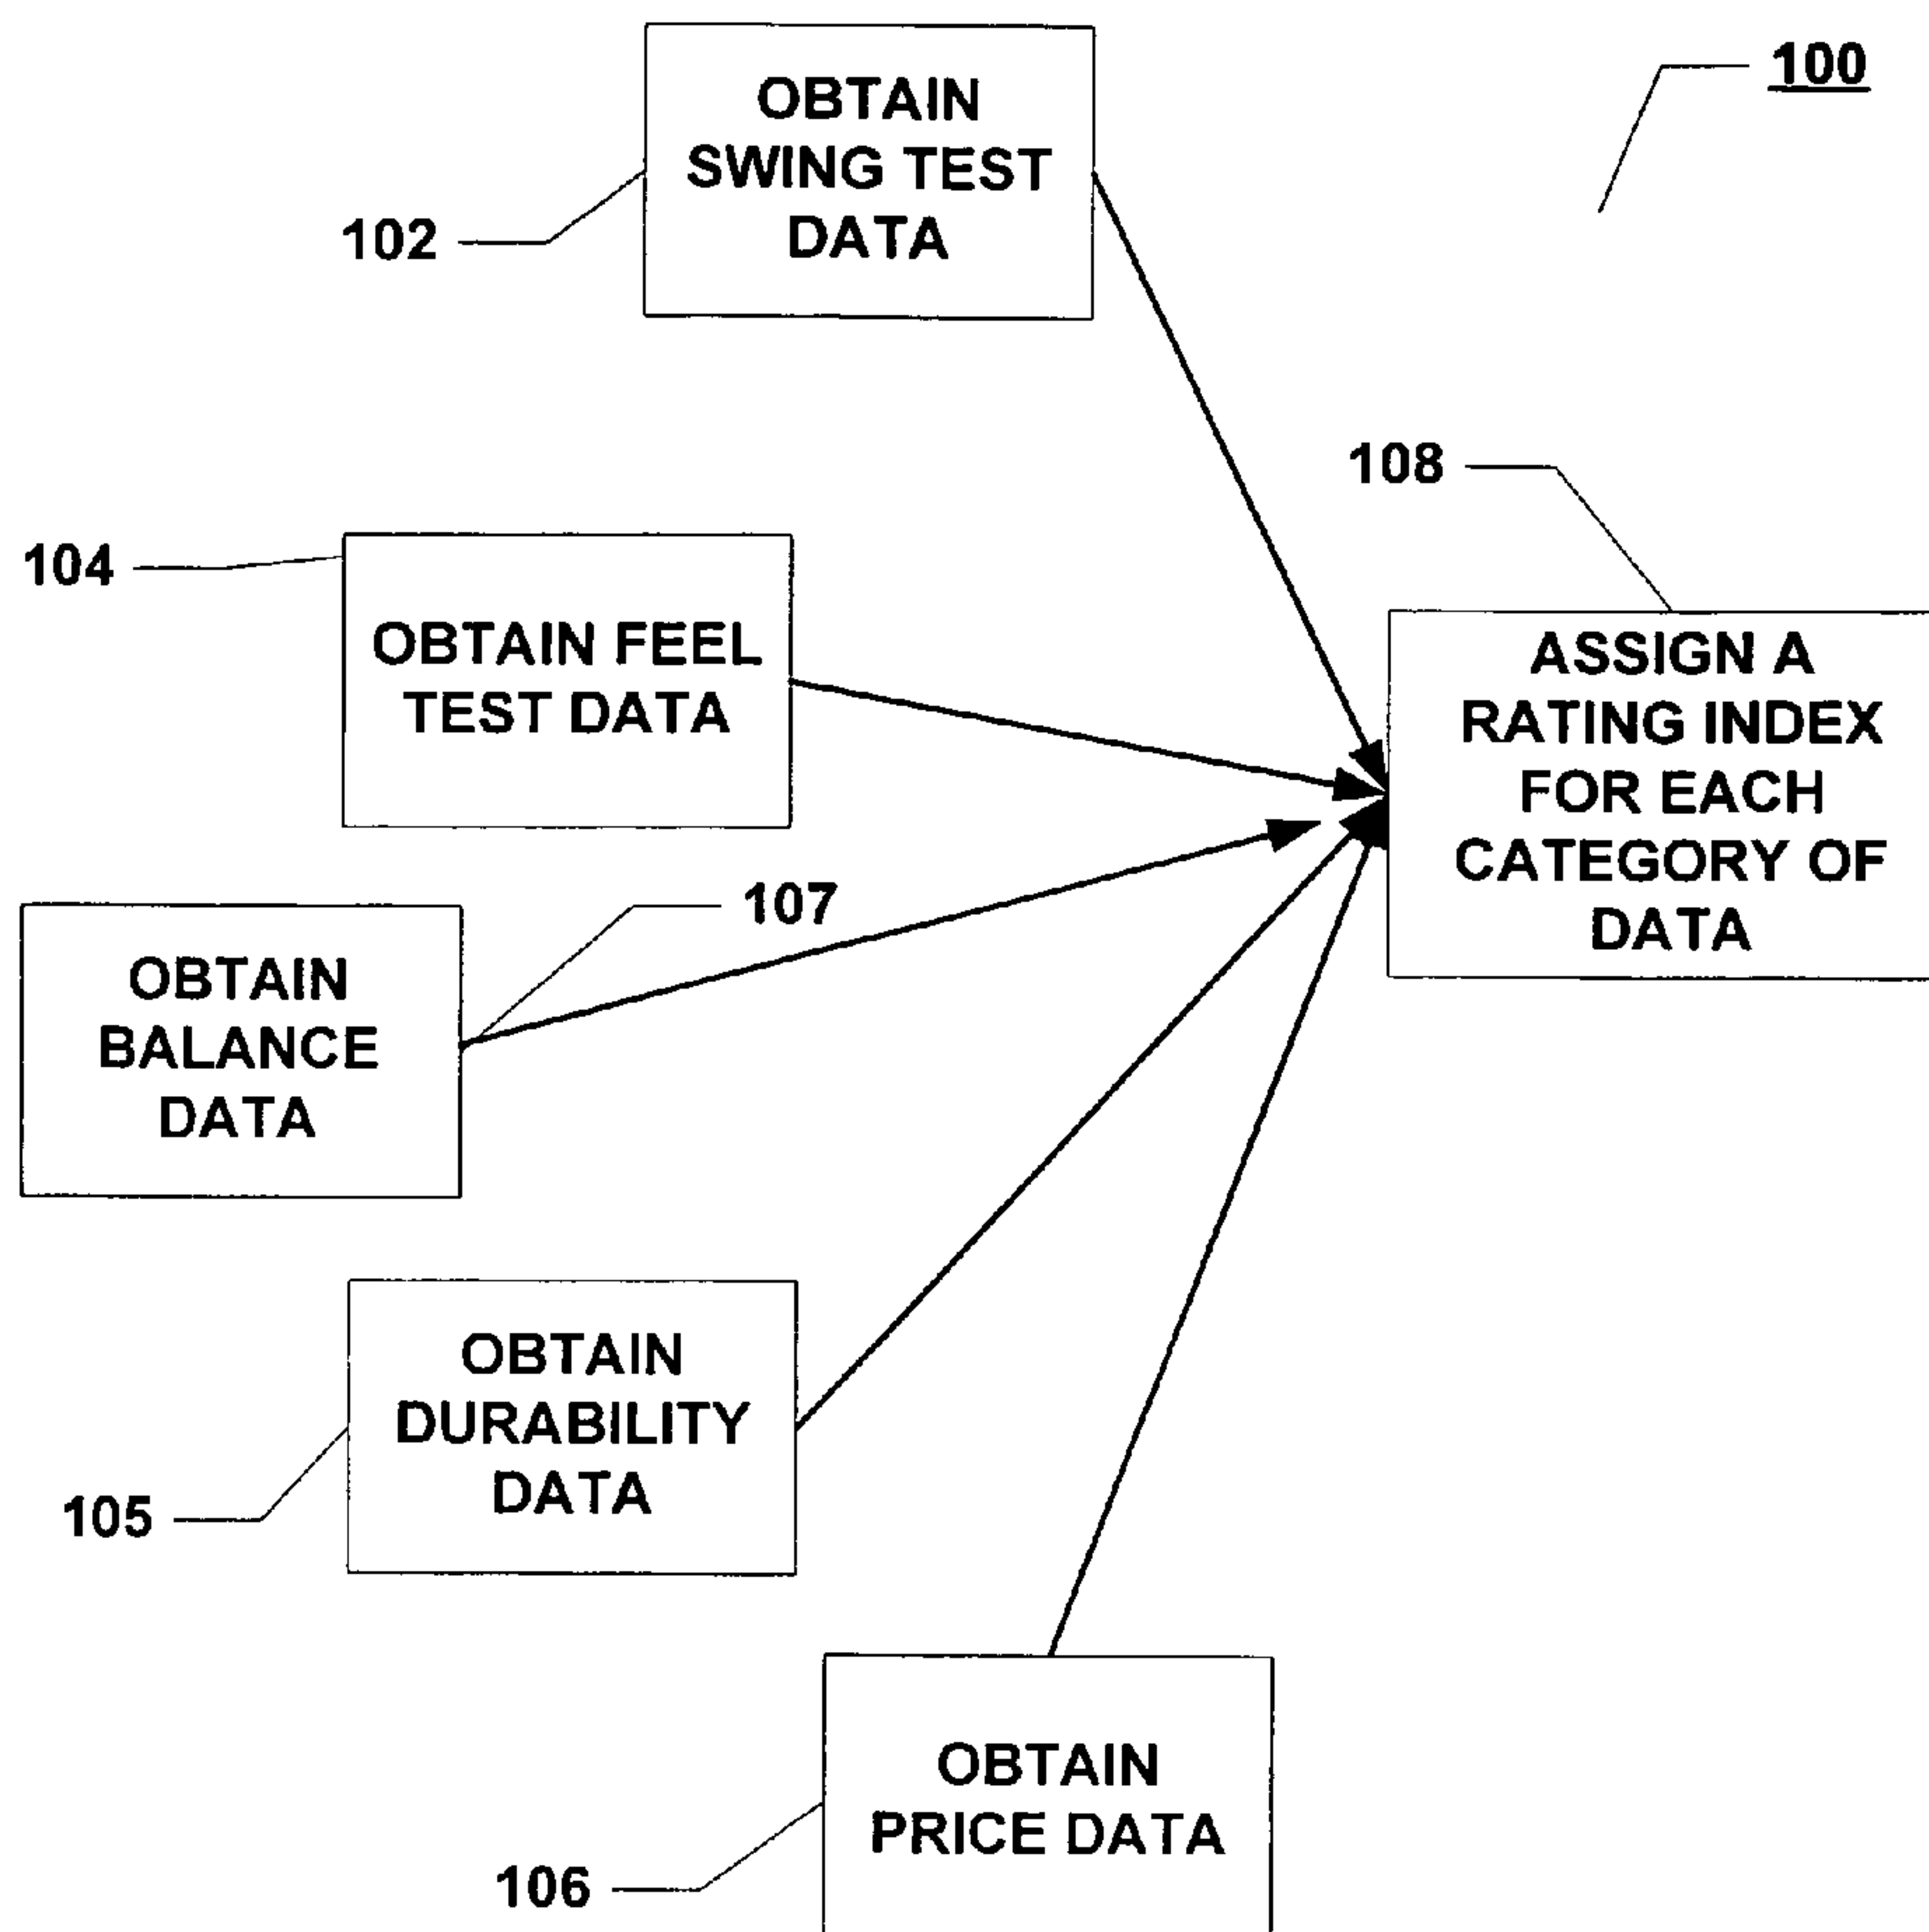 100
OBTAIN
SWING TEST
DATA
102
108
104
OBTAIN FEEL
TEST DATA
ASSIGN A
RATING INDEX
FOR EACH
CATEGORY OF
DATA
107
OBTAIN
BALANCE
DATA
OBTAIN
DURABILITY
DATA
105
OBTAIN
PRICE DATA
106